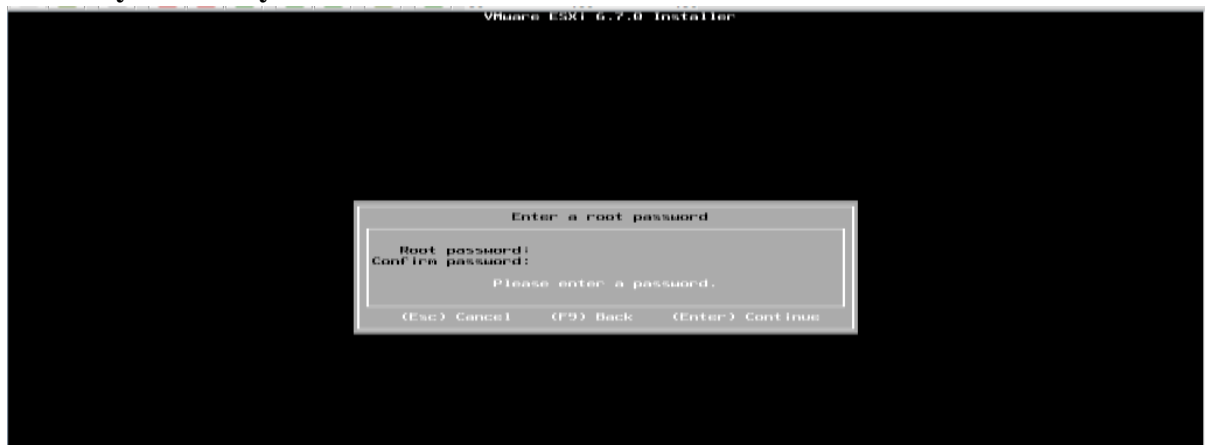 VMware ESXi 6.7.0 Installer
Enter a root password
Root password:
Confirm password:
Please enter a password.
(Esc) Cancel (F9) Back (Enter) Continue